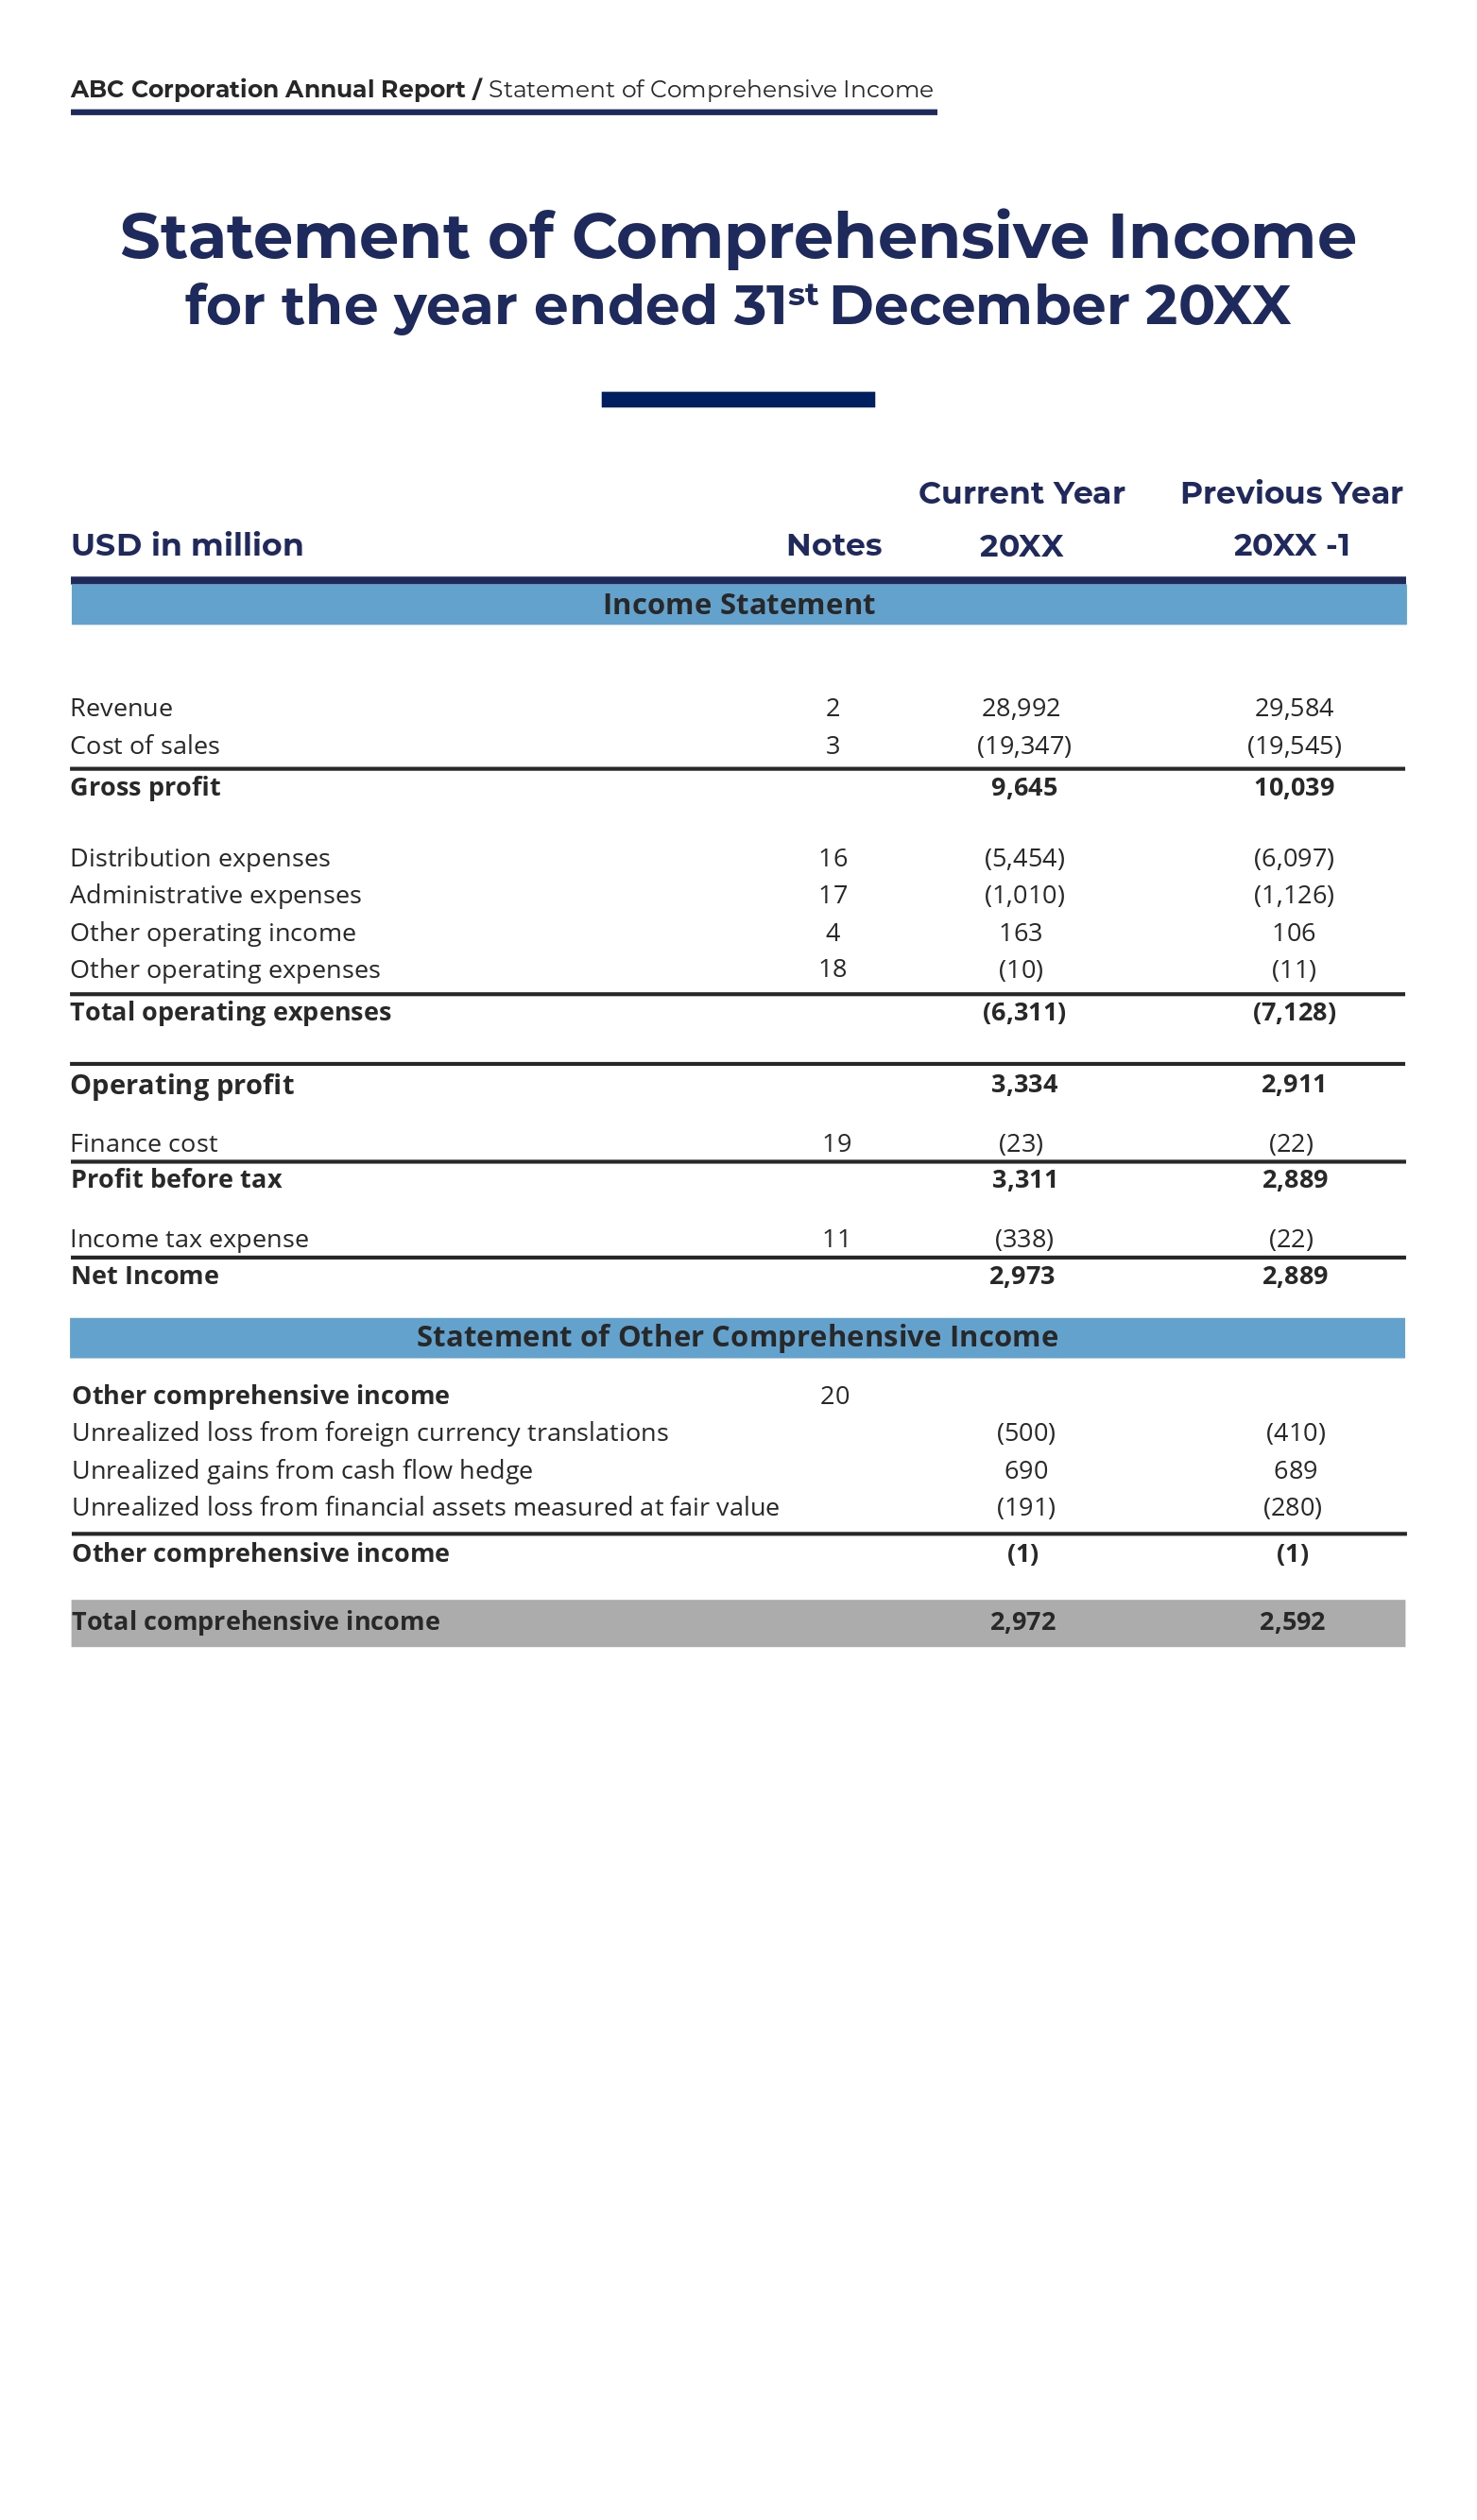 ABC Corporation Annual Report / Statement of Comprehensive Income
Statement of Comprehensive Income
for the year ended 31st December 20XX
Current Year Previous Year
USD in million Notes 20XX 20XX -1
Income Statement
Revenue 2 28,992 29,584
Cost of sales 3 (19,347) (19,545)
Gross profit 9,645 10,039
Distribution expenses 16 (5,454) (6,097)
Administrative expenses 17 (1,010) (1,126)
Other operating income 4 163 106
Other operating expenses 18 (10) (11)
Total operating expenses (6,311) (7,128)
Operating profit 3,334 2,911
Finance cost 19 (23) (22)
Profit before tax 3,311 2,889
Income tax expense 11 (338) (22)
Net Income 2,973 2,889
Statement of Other Comprehensive Income
Other comprehensive income 20
Unrealized loss from foreign currency translations (500) (410)
Unrealized gains from cash flow hedge 690 689
Unrealized loss from financial assets measured at fair value (191) (280)
Other comprehensive income (1) (1)
Total comprehensive income 2,972 2,592